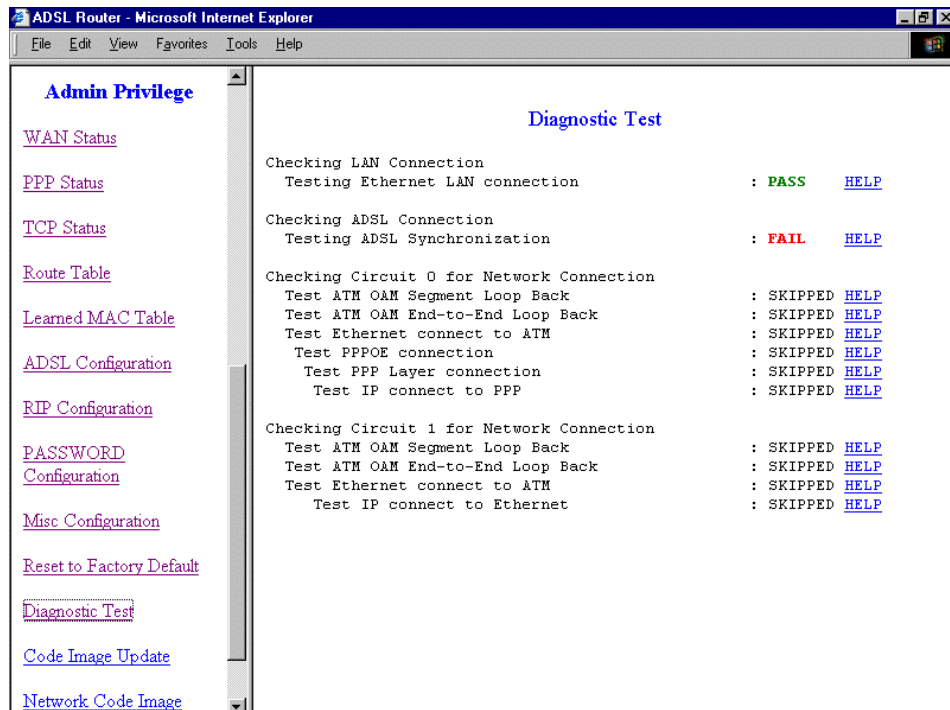 ADSL Router - Microsoft Internet Explorer
File Edit View Favorites Tools Help
Admin Privilege
WAN Status
PPP Status
TCP Status
Route Table
Learned MAC Table
ADSL Configuration
RIP Configuration
PASSWORD
Configuration
Misc Configuration
Reset to Factory Default
Diagnostic Test
Code Image Update
Network Code Image
Diagnostic Test
Checking LAN Connection
Testing Ethernet LAN connection : PASS HELP
Checking ADSL Connection
Testing ADSL Synchronization : FAIL HELP
Checking Circuit 0 for Network Connection
Test ATM OAM Segment Loop Back : SKIPPED HELP
Test ATM OAM End-to-End Loop Back : SKIPPED HELP
Test Ethernet connect to ATM : SKIPPED HELP
Test PPPOE connection : SKIPPED HELP
Test PPP Layer connection : SKIPPED HELP
Test IP connect to PPP : SKIPPED HELP
Checking Circuit 1 for Network Connection
Test ATM OAM Segment Loop Back : SKIPPED HELP
Test ATM OAM End-to-End Loop Back : SKIPPED HELP
Test Ethernet connect to ATM : SKIPPED HELP
Test IP connect to Ethernet : SKIPPED HELP